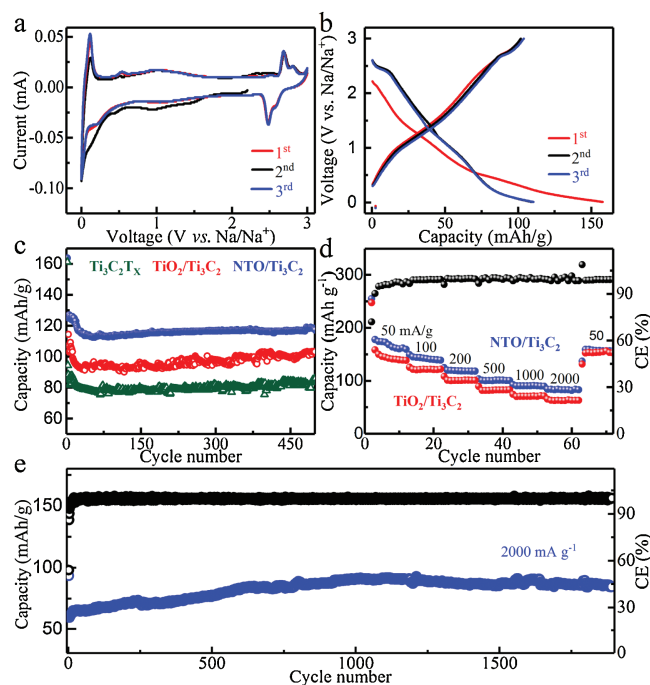 a
0.05
0.00
-0.05
-0.10
Current (mA)
1st
2nd
3rd
0 1 2 3
Voltage (V vs. Na/Na+)
b
3
2
1
0
Voltage (V vs. Na/Na+)
1st
2nd
3rd
0 50 100 150
Capacity (mAh/g)
c
160
140
120
100
80
60
Capacity (mAh/g)
Ti3C2TX TiO2/Ti3C2 NTO/Ti3C2
0 150 300 450
Cycle number
d
300
250
200
150
100
50
0
Capacity (mAh g-1)
50 mA/g
100
200
500
1000
2000
50
NTO/Ti3C2
TiO2/Ti3C2
90
60
30
0
CE (%)
0 20 40 60
Cycle number
e
150
100
50
Capacity (mAh/g)
2000 mA g-1
90
60
30
0
CE (%)
0 500 1000 1500
Cycle number